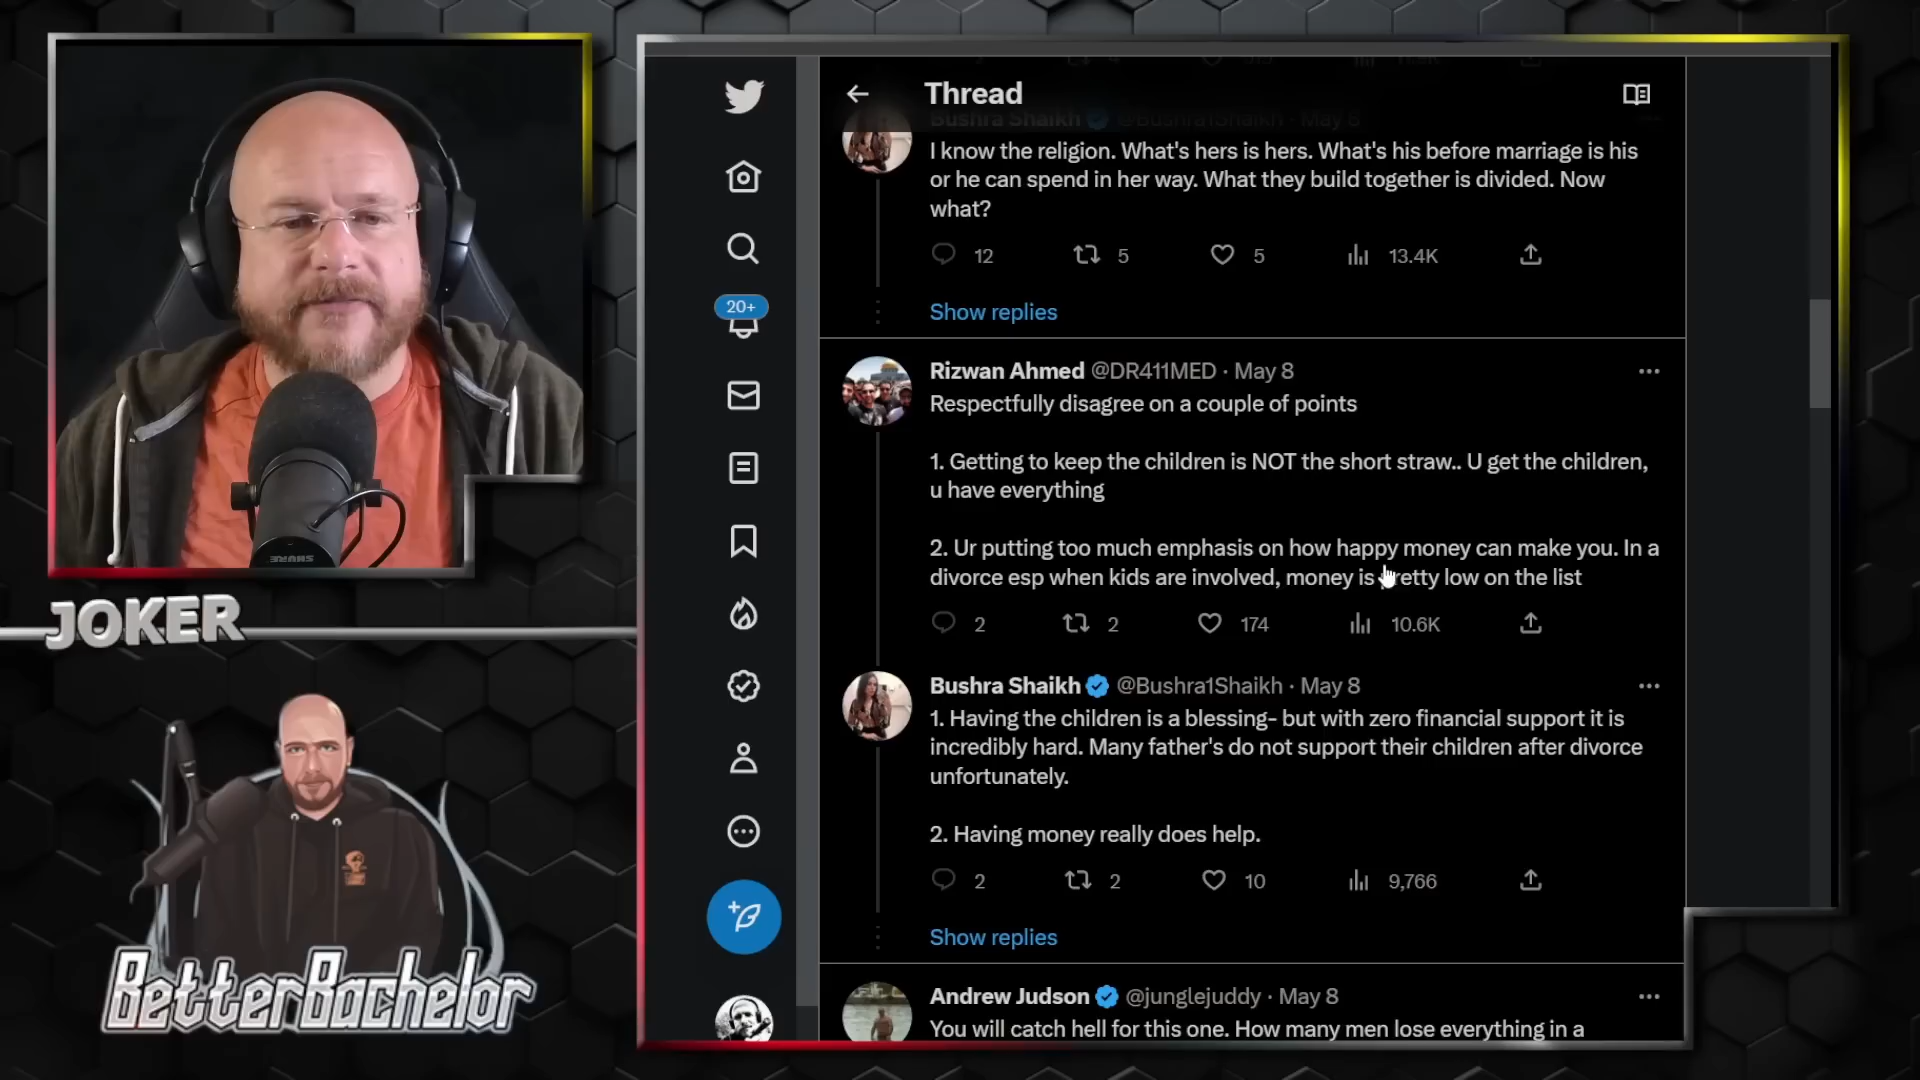 Thread
Bushra Shaikh @Bushra1Shaikh · May 8
I know the religion. What's hers is hers. What's his before marriage is his
or he can spend in her way. What they build together is divided. Now
what?
12 5 5 13.4K
Show replies
20+
Rizwan Ahmed @DR411MED · May 8
Respectfully disagree on a couple of points
1. Getting to keep the children is NOT the short straw.. U get the children,
u have everything
2. Ur putting too much emphasis on how happy money can make you. In a
divorce esp when kids are involved, money is pretty low on the list
2 2 174 10.6K
Bushra Shaikh @Bushra1Shaikh · May 8
1. Having the children is a blessing- but with zero financial support it is
incredibly hard. Many father's do not support their children after divorce
unfortunately.
2. Having money really does help.
2 2 10 9,766
Show replies
Andrew Judson @junglejuddy · May 8
You will catch hell for this one. How many men lose everything in a
SHURE
JOKER
BetterBachelor